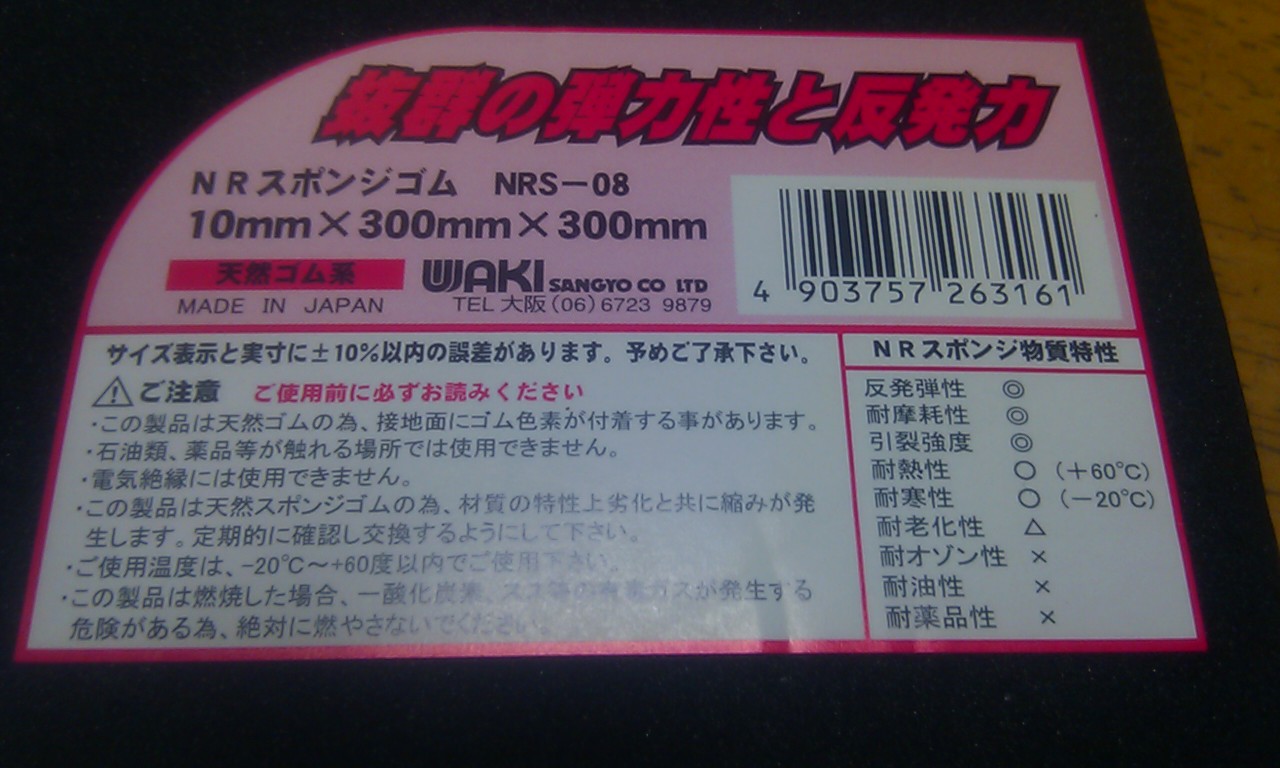 抜群の弾力性と反発力
NRスポンジゴム NRS-08
10mm×300mm×300mm
天然ゴム系 WAKI SANGYO CO LTD
MADE IN JAPAN TEL 大阪(06)6723 9879
4 903757 263161
サイズ表示と実寸に±10%以内の誤差があります。予めご了承下さい。
ご注意 ご使用前に必ずお読みください
・この製品は天然ゴムの為、接地面にゴム色素が付着する事があります。
・石油類、薬品等が触れる場所では使用できません。
・電気絶縁には使用できません。
・この製品は天然スポンジゴムの為、材質の特性上劣化と共に縮みが発
生します。定期的に確認し交換するようにして下さい。
・ご使用温度は、-20℃〜+60度以内でご使用下さい。
・この製品は燃焼した場合、一酸化炭素、スス等の有毒ガスが発生する
危険がある為、絶対に燃やさないでください。
NRスポンジ物質特性
反発弾性 ◎
耐摩耗性 ◎
引裂強度 ◎
耐熱性 ○ (+60℃)
耐寒性 ○ (-20℃)
耐老化性 △
耐オゾン性 ×
耐油性 ×
耐薬品性 ×